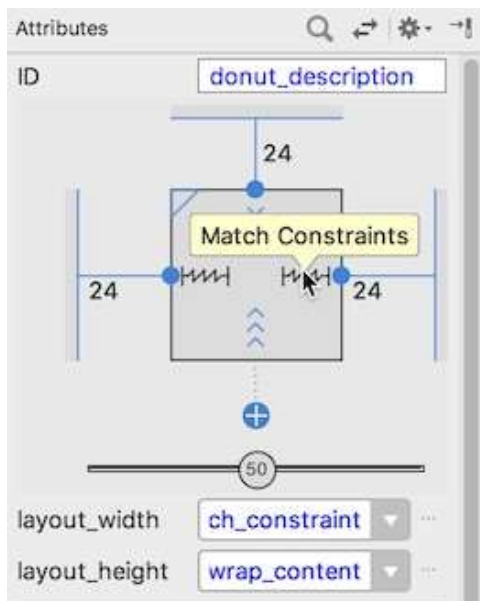 Attributes
ID donut_description
24
Match Constraints
24 24
50
layout_width ch_constraint
layout_height wrap_content